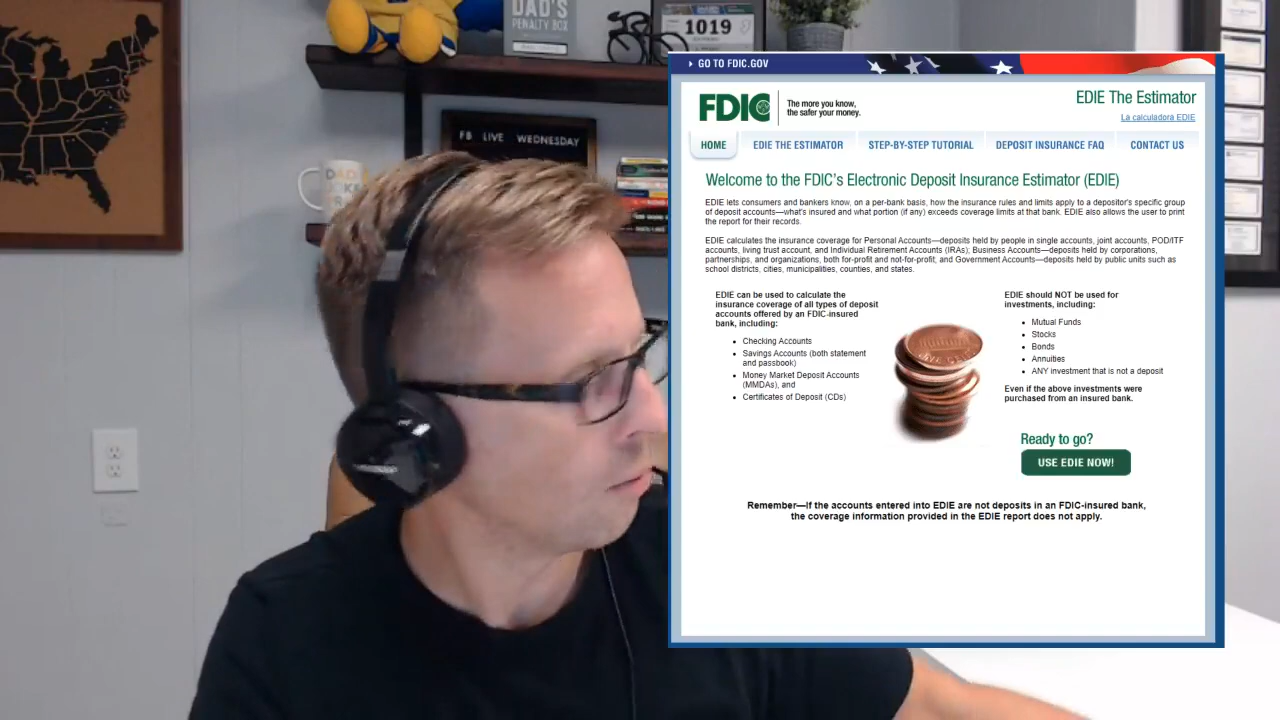 DAD'S
PENALTY BOX
1019
FB LIVE WEDNESDAY
DAD
JOKE
GO TO FDIC.GOV
FDIC
The more you know,
the safer your money.
EDIE The Estimator
La calculadora EDIE
HOME
EDIE THE ESTIMATOR
STEP-BY-STEP TUTORIAL
DEPOSIT INSURANCE FAQ
CONTACT US
Welcome to the FDIC's Electronic Deposit Insurance Estimator (EDIE)
EDIE lets consumers and bankers know, on a per-bank basis, how the insurance rules and limits apply to a depositor's specific group
of deposit accounts—what's insured and what portion (if any) exceeds coverage limits at that bank. EDIE also allows the user to print
the report for their records.
EDIE calculates the insurance coverage for Personal Accounts—deposits held by people in single accounts, joint accounts, POD/ITF
accounts, living trust account, and Individual Retirement Accounts (IRAs); Business Accounts—deposits held by corporations,
partnerships, and organizations, both for-profit and not-for-profit; and Government Accounts—deposits held by public units such as
school districts, cities, municipalities, counties, and states.
EDIE can be used to calculate the
insurance coverage of all types of deposit
accounts offered by an FDIC-insured
bank, including:
Checking Accounts
Savings Accounts (both statement
and passbook)
Money Market Deposit Accounts
(MMDAs), and
Certificates of Deposit (CDs)
EDIE should NOT be used for
investments, including:
Mutual Funds
Stocks
Bonds
Annuities
ANY investment that is not a deposit
Even if the above investments were
purchased from an insured bank.
Ready to go?
USE EDIE NOW!
Remember—If the accounts entered into EDIE are not deposits in an FDIC-insured bank,
the coverage information provided in the EDIE report does not apply.